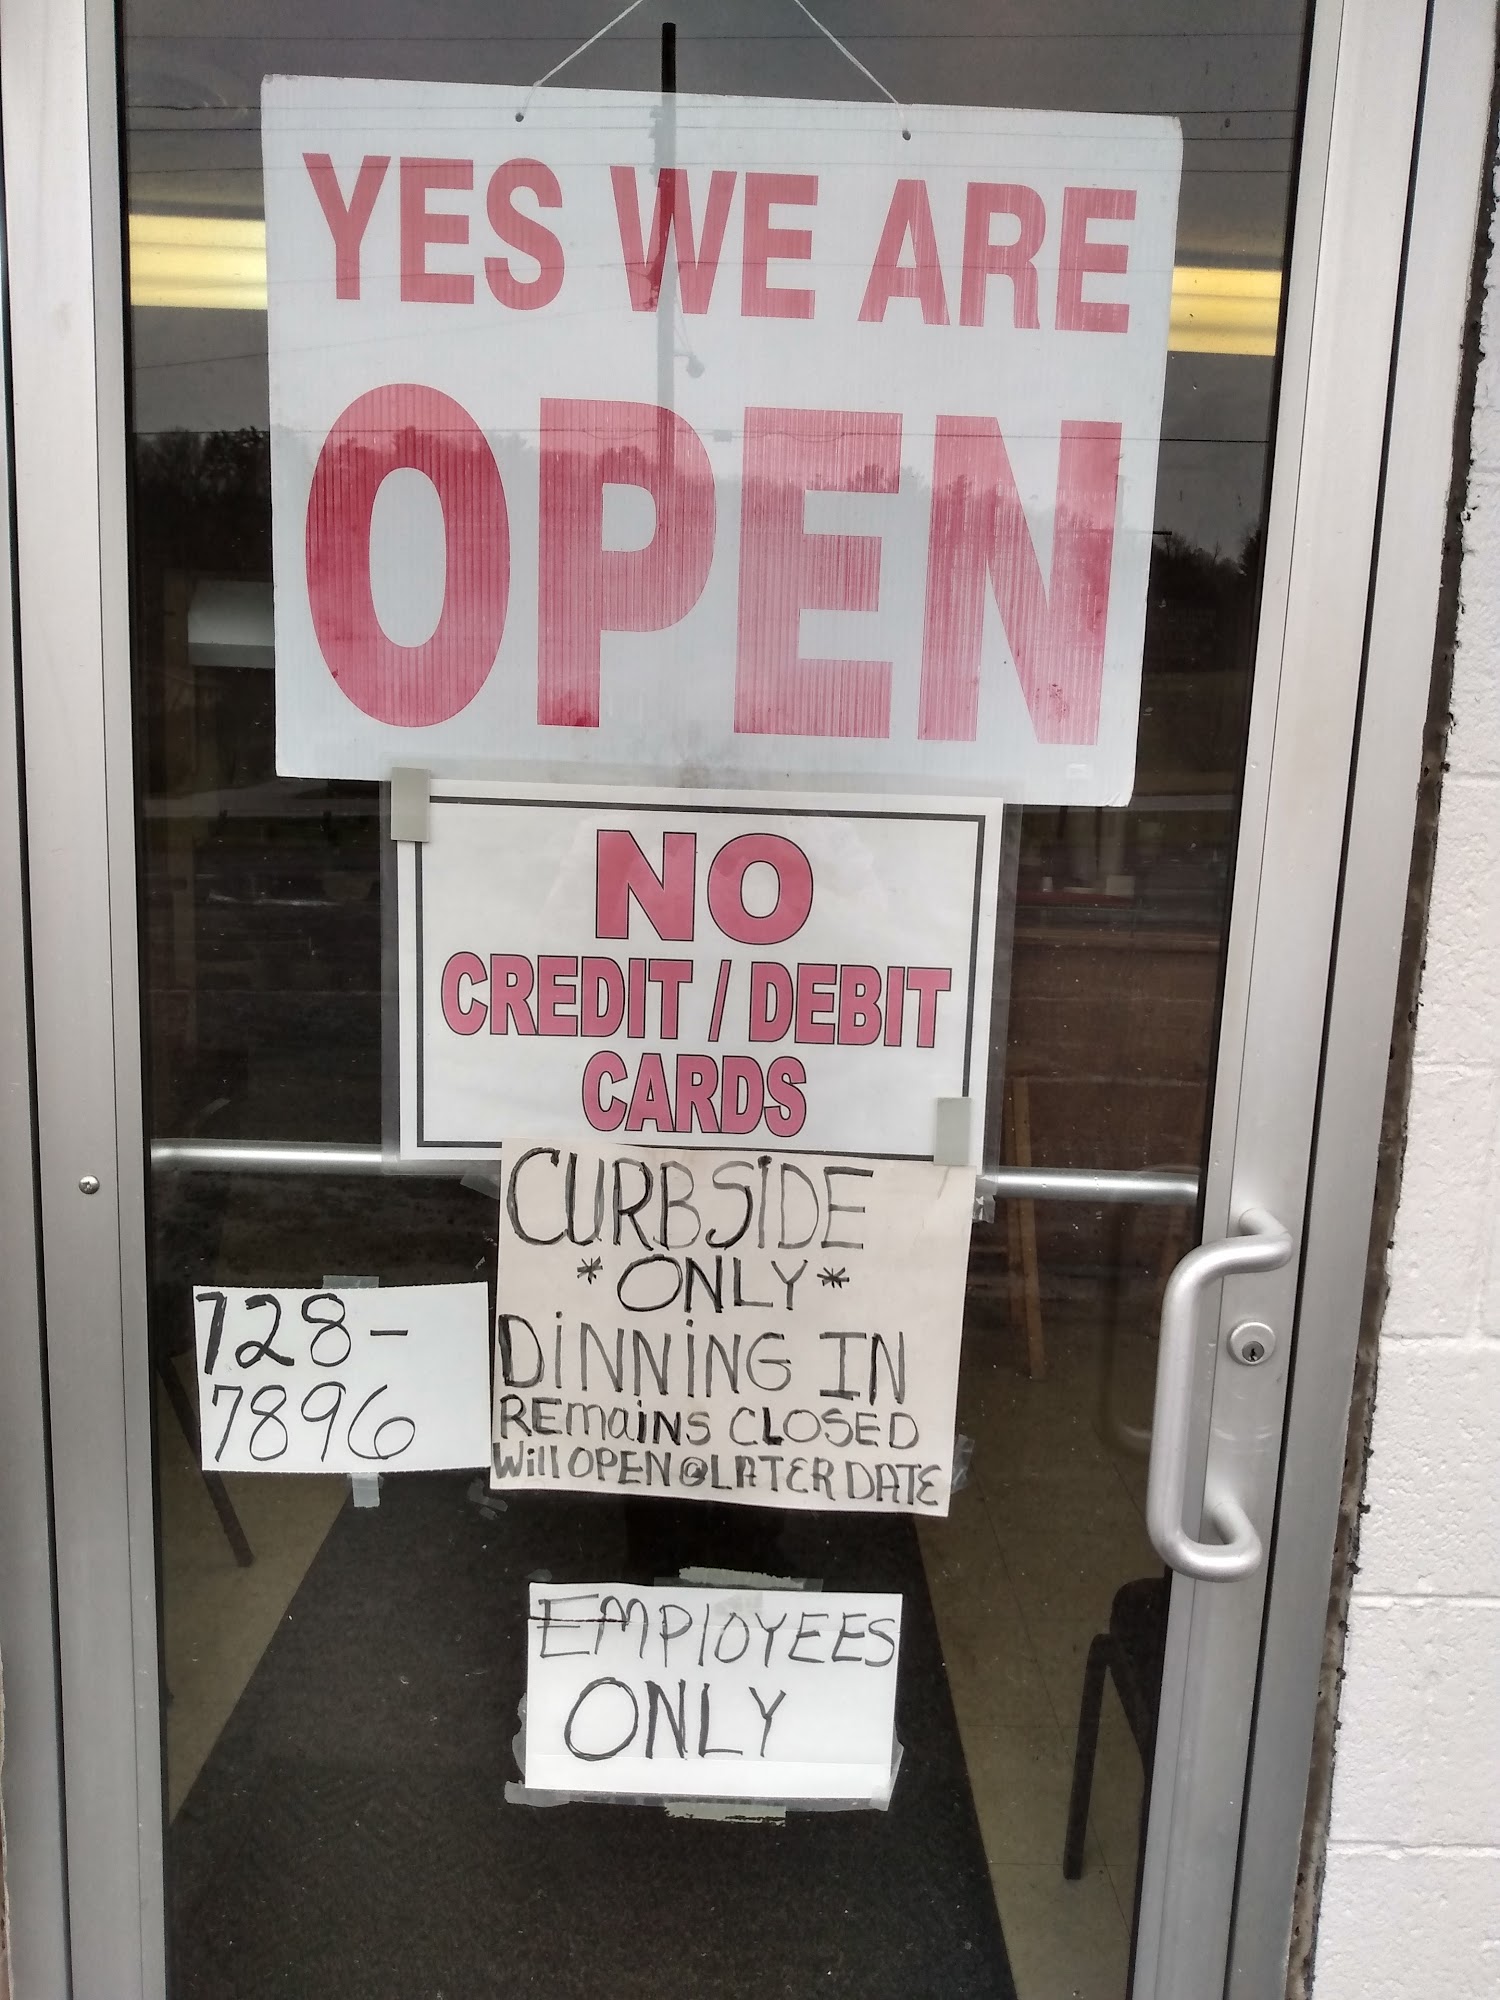 YES WE ARE
OPEN
NO
CREDIT / DEBIT
CARDS
CURBSIDE
*ONLY*
DiNNiNG IN
REmaiNS CLOSED
Will OPEN @ LATER DATE
728-
7896
EMPlOYEES
ONLY